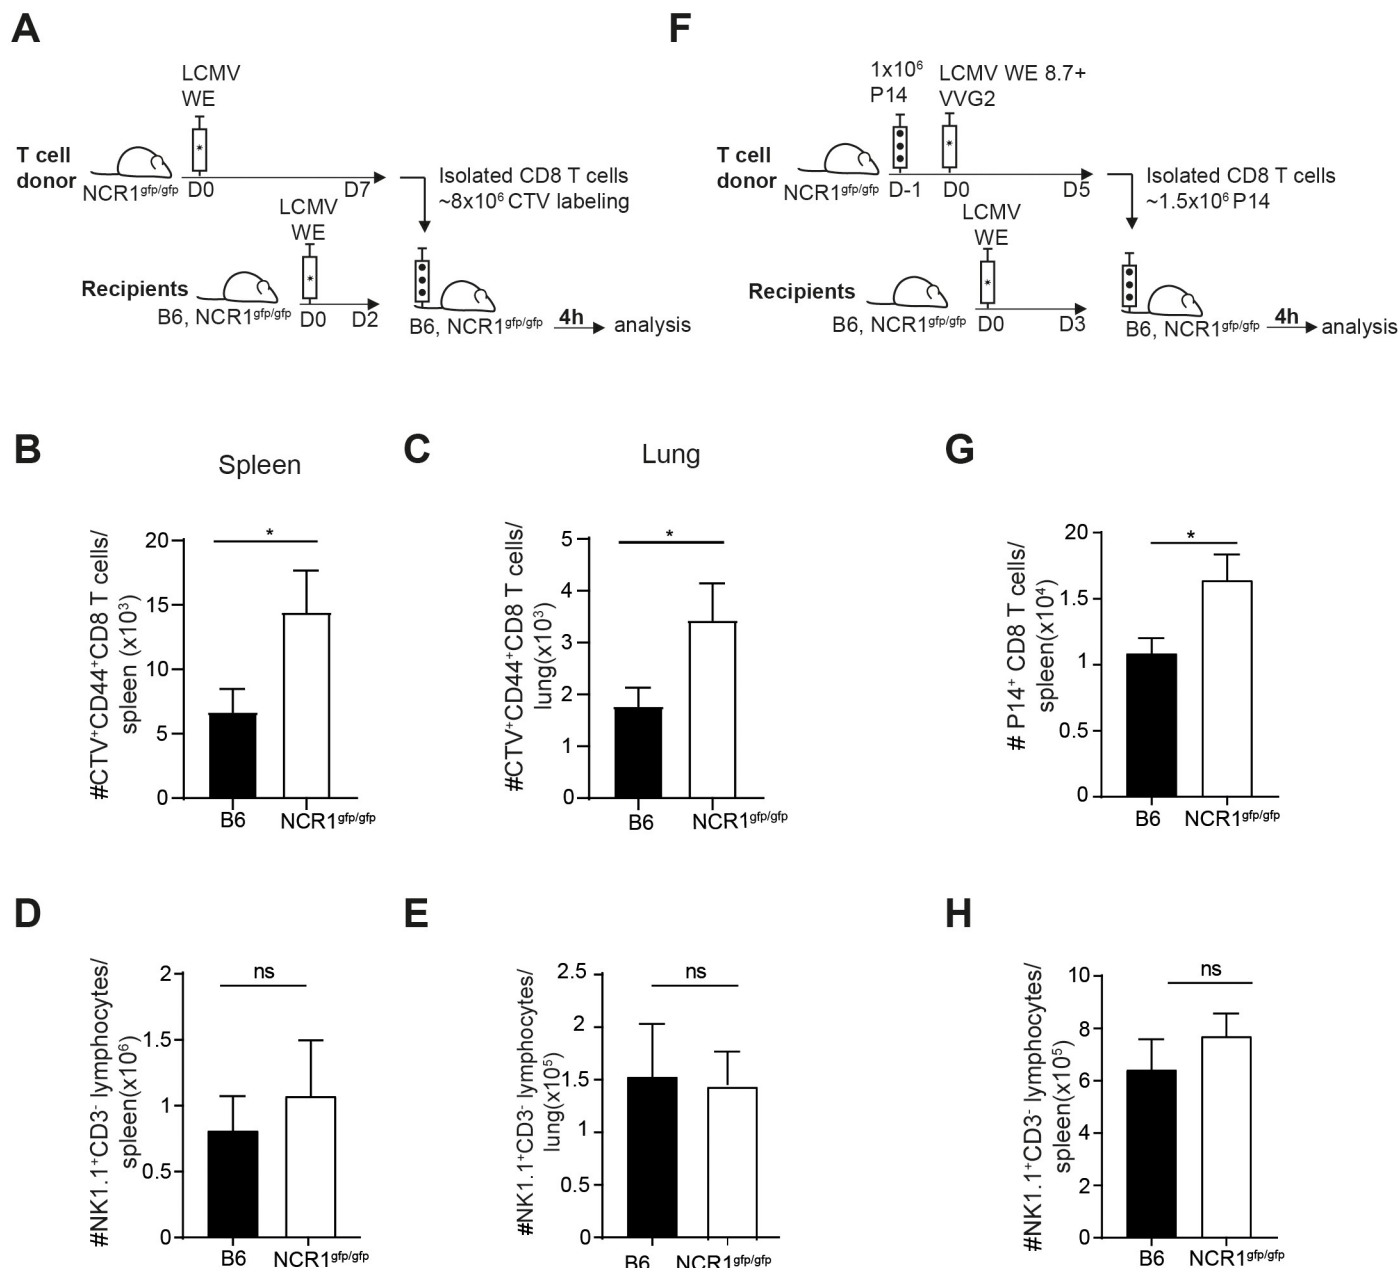 A
LCMV
WE
T cell
donor
NCR1gfp/gfp
D0
D7
Isolated CD8 T cells
~8x10⁶ CTV labeling
LCMV
WE
Recipients
B6, NCR1gfp/gfp
D0
D2
B6, NCR1gfp/gfp
4h
analysis
F
1x10⁶
P14
LCMV WE 8.7+
VVG2
T cell
donor
NCR1gfp/gfp
D-1
D0
D5
Isolated CD8 T cells
~1.5x10⁶ P14
LCMV
WE
Recipients
B6, NCR1gfp/gfp
D0
D3
B6, NCR1gfp/gfp
4h
analysis
B
Spleen
#CTV⁺CD44⁺CD8 T cells/
spleen (x10³)
20
15
10
5
0
*
B6
NCR1gfp/gfp
C
Lung
#CTV⁺CD44⁺CD8 T cells/
lung(x10³)
5
4
3
2
1
0
*
B6
NCR1gfp/gfp
G
# P14⁺ CD8 T cells/
spleen(x10⁴)
20
1.5
1
0.5
0
*
B6
NCR1gfp/gfp
D
#NK1.1⁺CD3⁻ lymphocytes/
spleen(x10⁶)
2
1.5
1
0.5
0
ns
B6
NCR1gfp/gfp
E
#NK1.1⁺CD3⁻ lymphocytes/
lung(x10⁵)
2.5
2
1.5
1
0.5
0
ns
B6
NCR1gfp/gfp
H
#NK1.1⁺CD3⁻ lymphocytes/
spleen(x10⁵)
10
8
6
4
2
0
ns
B6
NCR1gfp/gfp